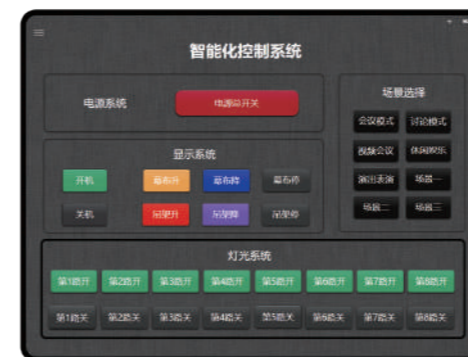 智能化控制系统
电源系统
电源总开关
场景选择
会议模式 讨论模式
视频会议 休闲娱乐
演出表演 场景一
场景二 场景三
显示系统
开机 幕布升 幕布降 幕布停
关机 吊架升 吊架降 吊架停
灯光系统
第1路开 第2路开 第3路开 第4路开 第5路开 第6路开 第7路开 第8路开
第1路关 第2路关 第3路关 第4路关 第5路关 第6路关 第7路关 第8路关